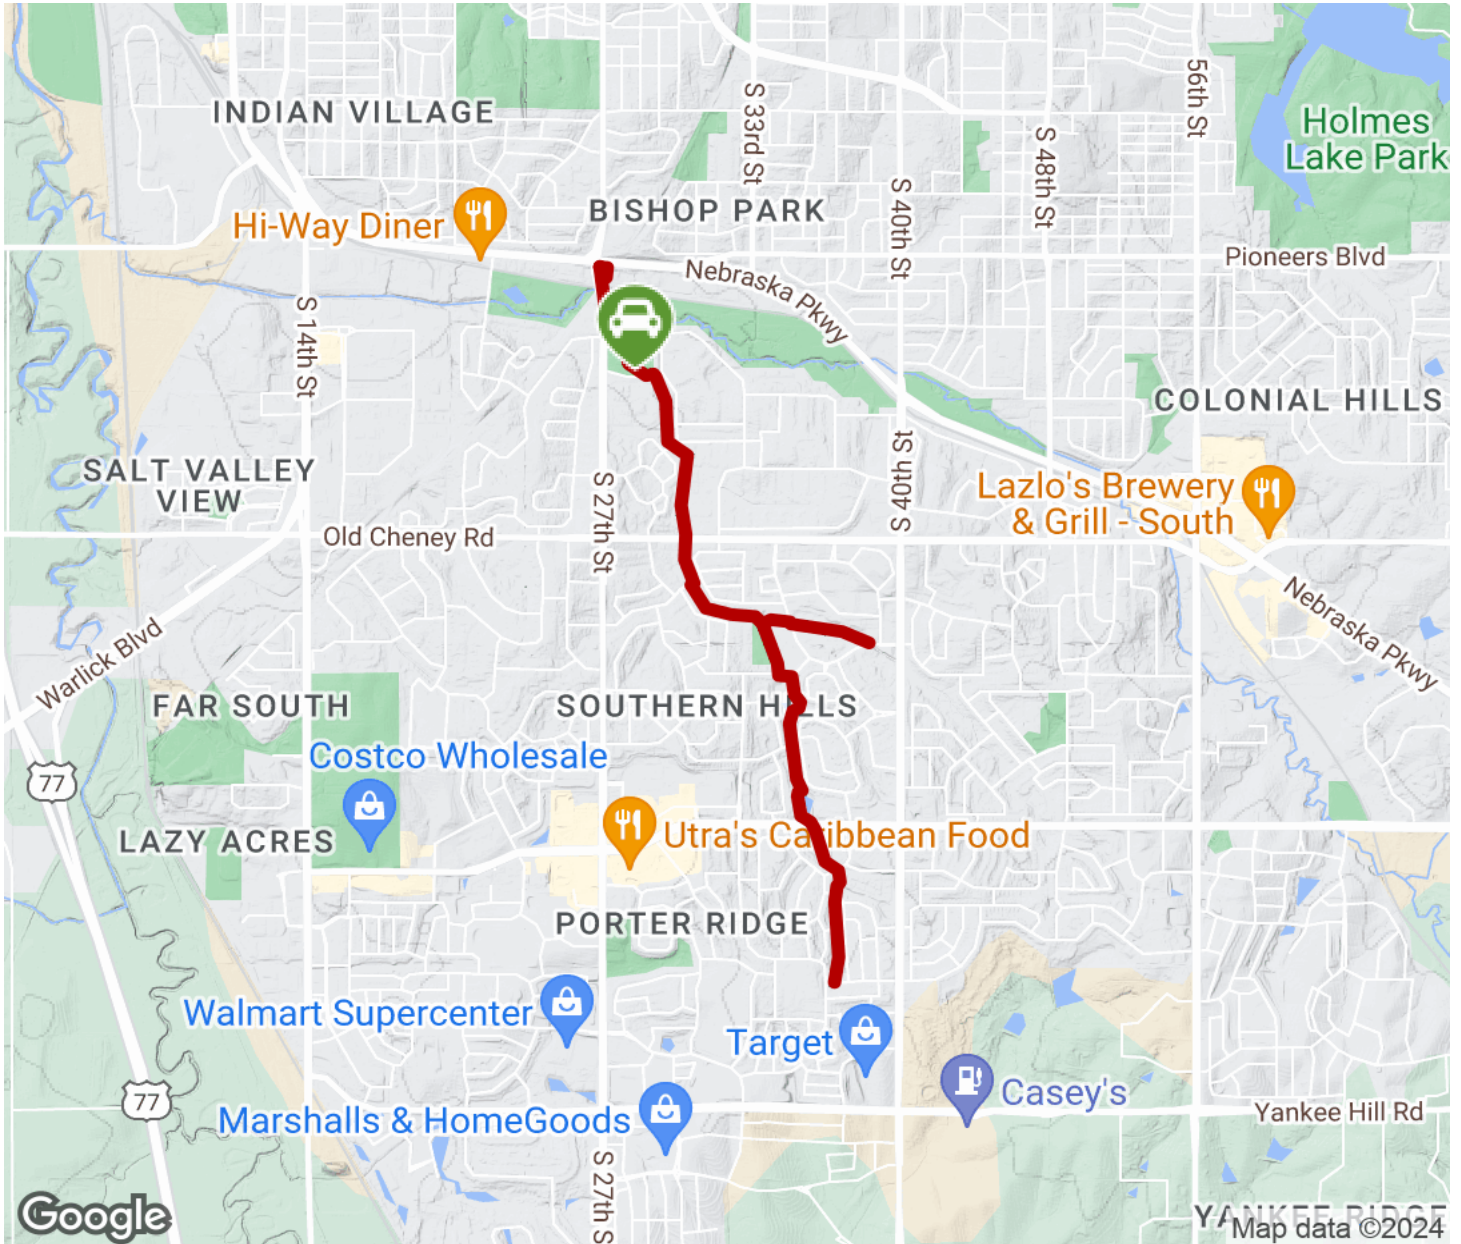 INDIAN VILLAGE
S 33rd St
56th St
Holmes
Lake Park
S 48th St
Hi-Way Diner
BISHOP PARK
S 40th St
Pioneers Blvd
Nebraska Pkwy
S 14th St
COLONIAL HILLS
SALT VALLEY
VIEW
S 27th St
S 40th St
Lazlo's Brewery
& Grill - South
Old Cheney Rd
Nebraska Pkwy
Warlick Blvd
FAR SOUTH
SOUTHERN HILLS
Costco Wholesale
77
LAZY ACRES
Utra's Caribbean Food
PORTER RIDGE
Walmart Supercenter
Target
77
Casey's
Marshalls & HomeGoods
Yankee Hill Rd
S 27th S
Google
YANKEE RIDGE
Map data ©2024